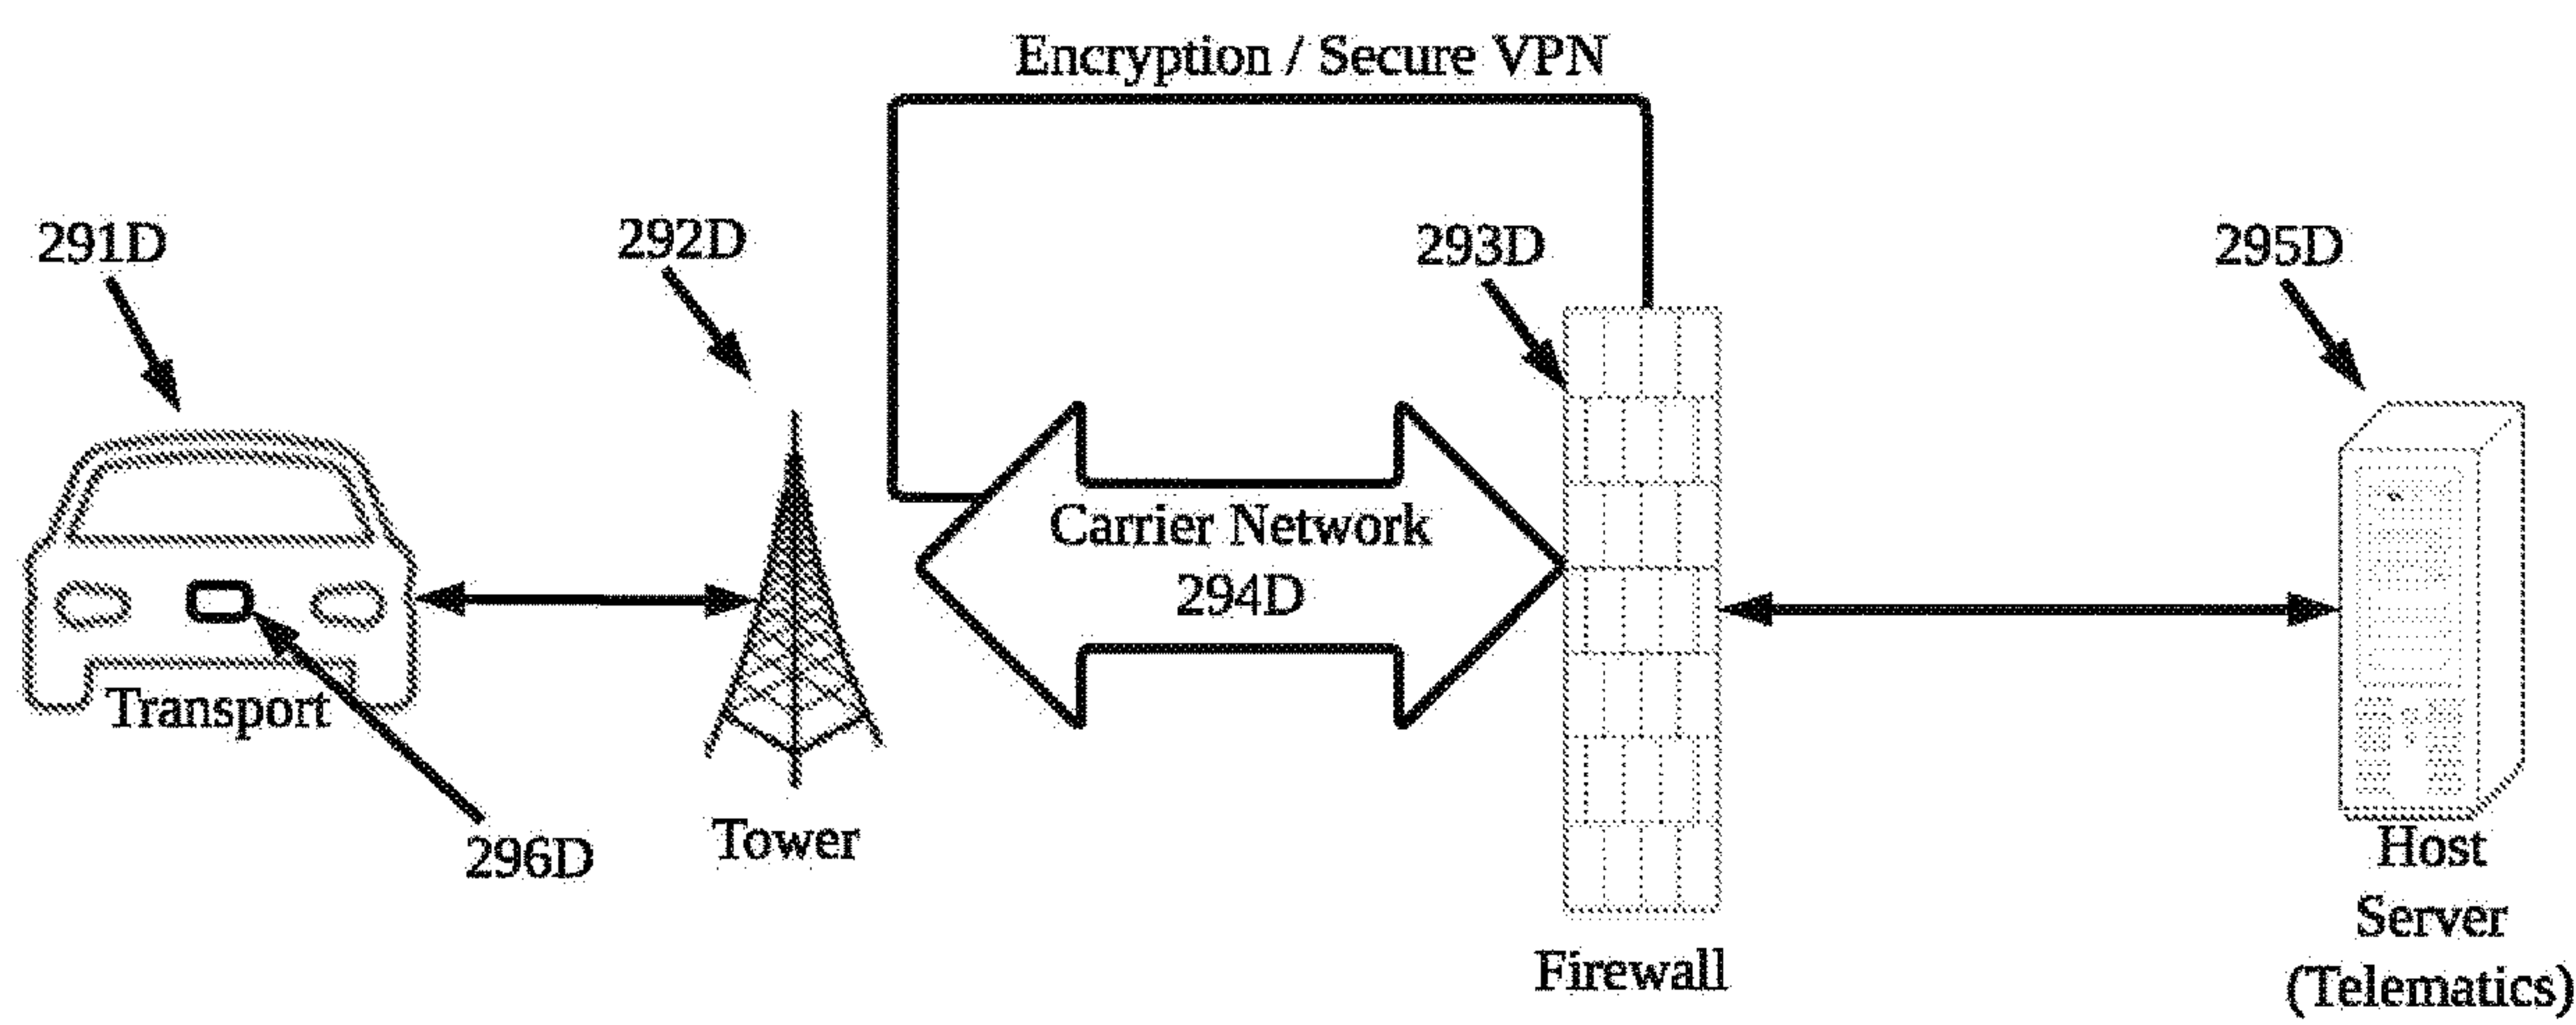 Encryption / Secure VPN
291D
292D
293D
295D
Carrier Network
294D
Transport
296D
Tower
Firewall
Host
Server
(Telematics)